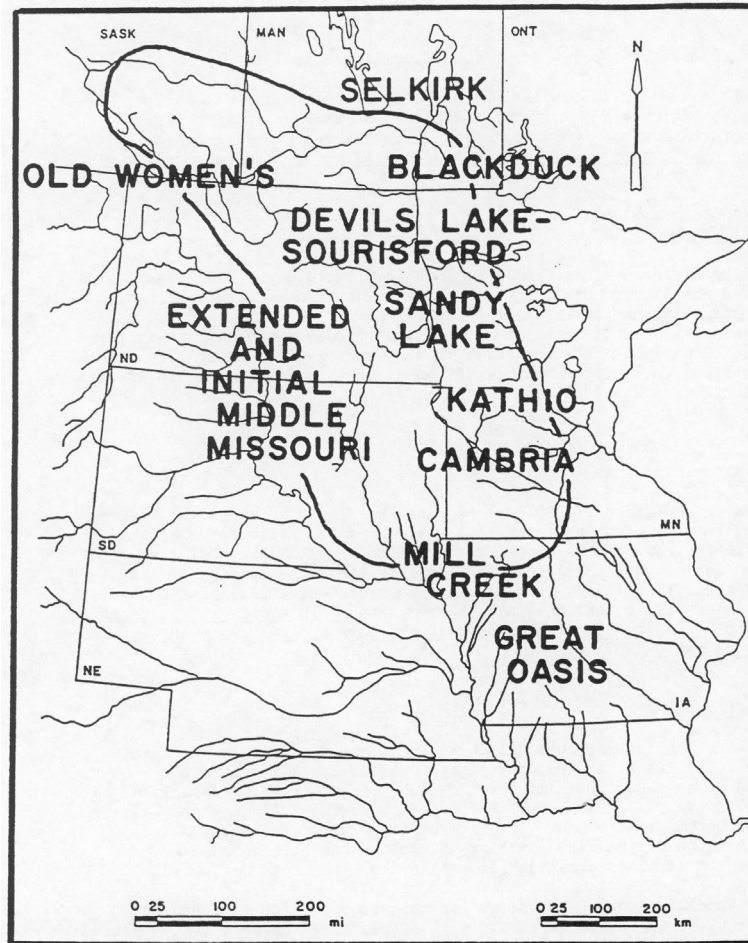 SASK MAN ONT
N
SELKIRK
BLACKDUCK
OLD WOMEN'S
DEVILS LAKE-
SOURISFORD
SANDY
LAKE
EXTENDED
AND
INITIAL
MIDDLE
MISSOURI
ND
KATHIO
CAMBRIA
MN
SD
MILL
CREEK
GREAT
OASIS
NE
IA
0 25 100 200
mi
0 25 100 200
km